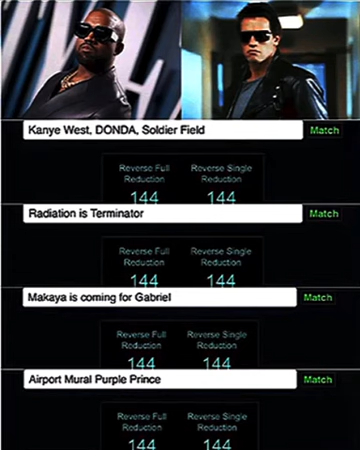 Kanye West, DONDA, Soldier Field Match
Reverse Full Reverse Single
Reduction Reduction
144 144
Radiation is Terminator Match
Reverse Full Reverse Single
Reduction Reduction
144 144
Makaya is coming for Gabriel Match
Reverse Full Reverse Single
Reduction Reduction
144 144
Airport Mural Purple Prince Match
Reverse Full Reverse Single
Reduction Reduction
144 144